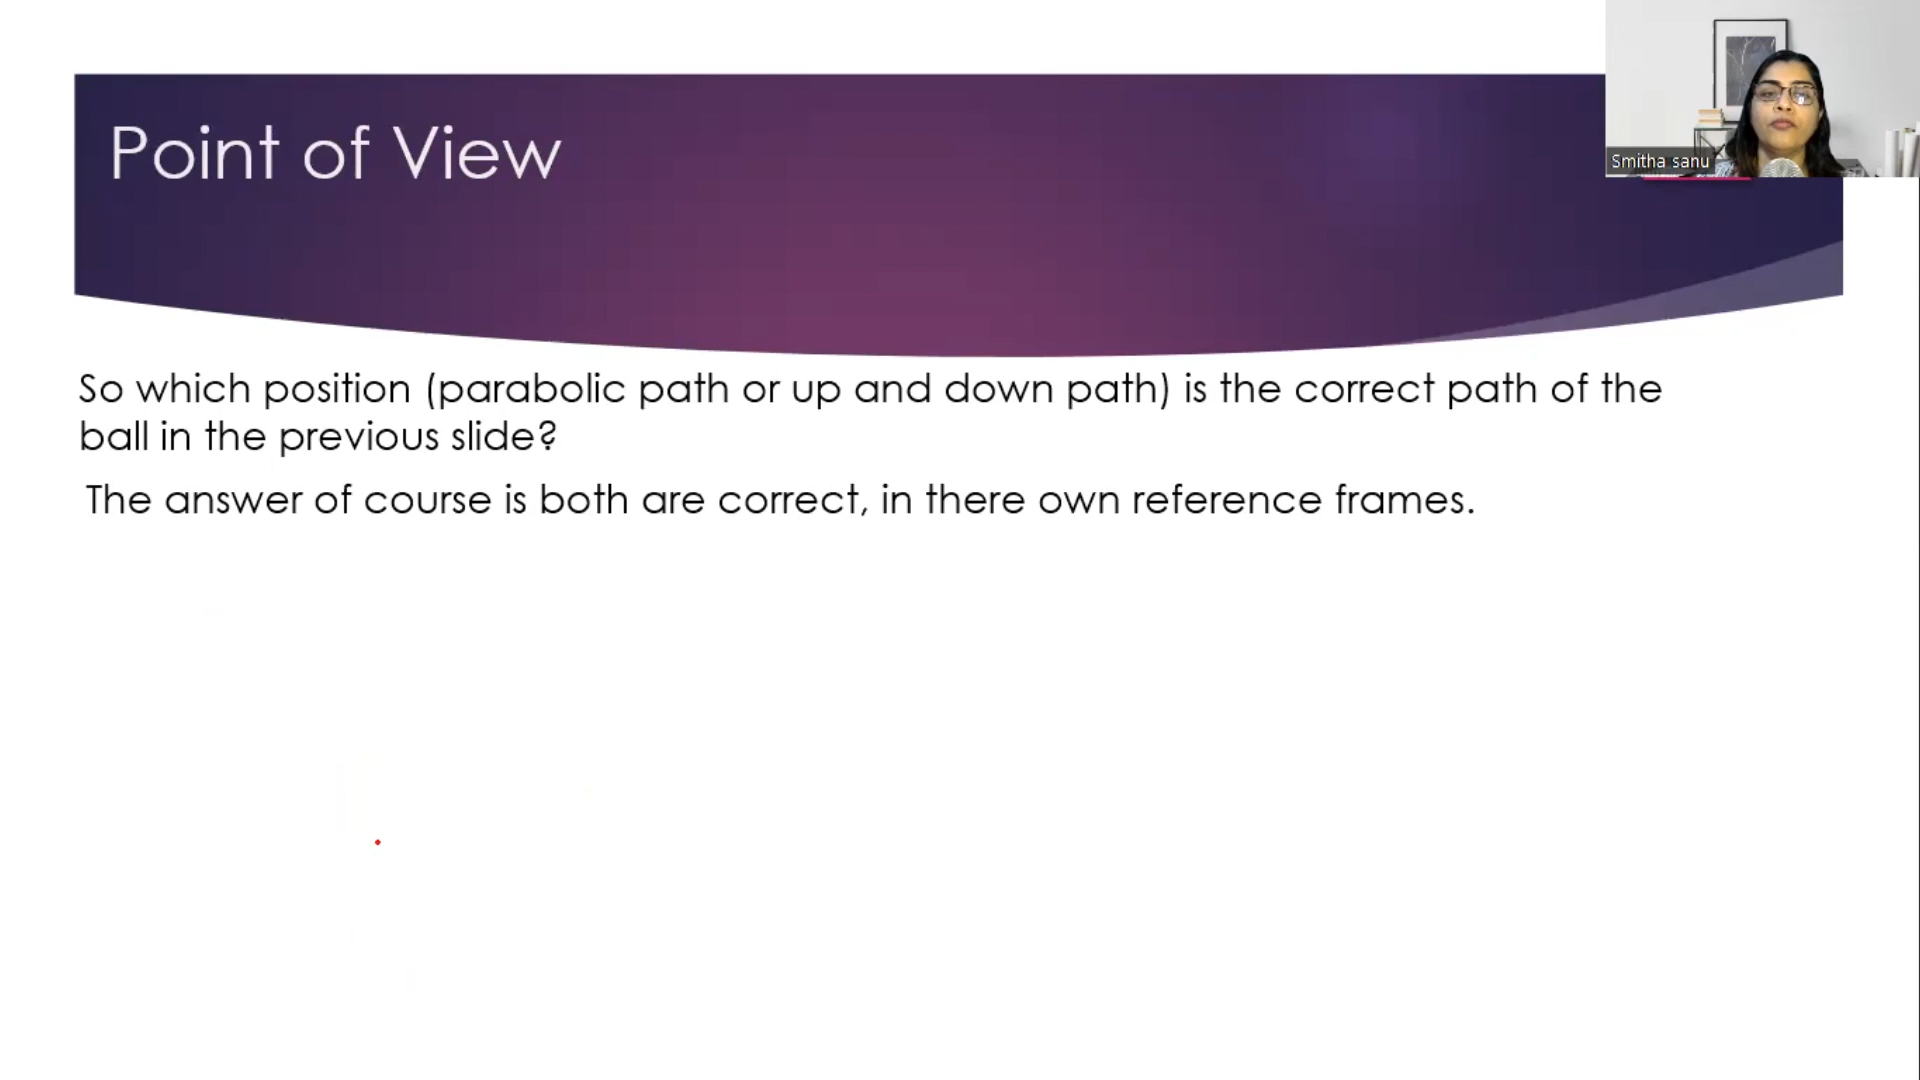 Point of View
Smitha sanu
So which position (parabolic path or up and down path) is the correct path of the
ball in the previous slide?
The answer of course is both are correct, in there own reference frames.